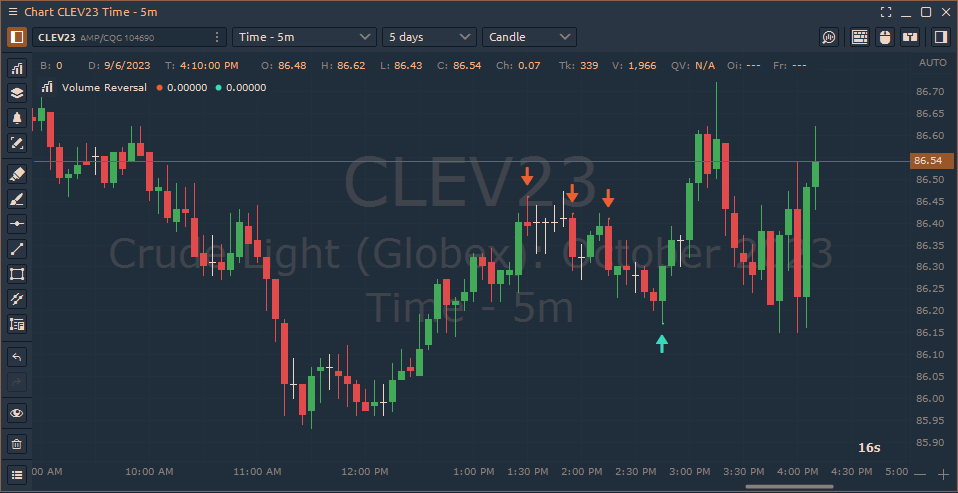 Chart CLEV23 Time - 5m
CLEV23 AMP/CQG 104690 Time - 5m 5 days Candle
B: 0 D: 9/6/2023 T: 4:10:00 PM O: 86.48 H: 86.62 L: 86.43 C: 86.54 Ch: 0.07 Tk: 339 V: 1,966 QV: N/A Oi: --- Fr: --- AUTO
Volume Reversal 0.00000 0.00000
86.70
86.65
86.60
86.54
86.50
86.45
86.40
86.35
86.30
86.25
86.20
86.15
86.10
86.05
86.00
85.95
85.90
CLEV23
Crude Light (Globex): October 2023
Time - 5m
16s
:00 AM 10:00 AM 11:00 AM 12:00 PM 1:00 PM 1:30 PM 2:00 PM 2:30 PM 3:00 PM 3:30 PM 4:00 PM 4:30 PM 5:00